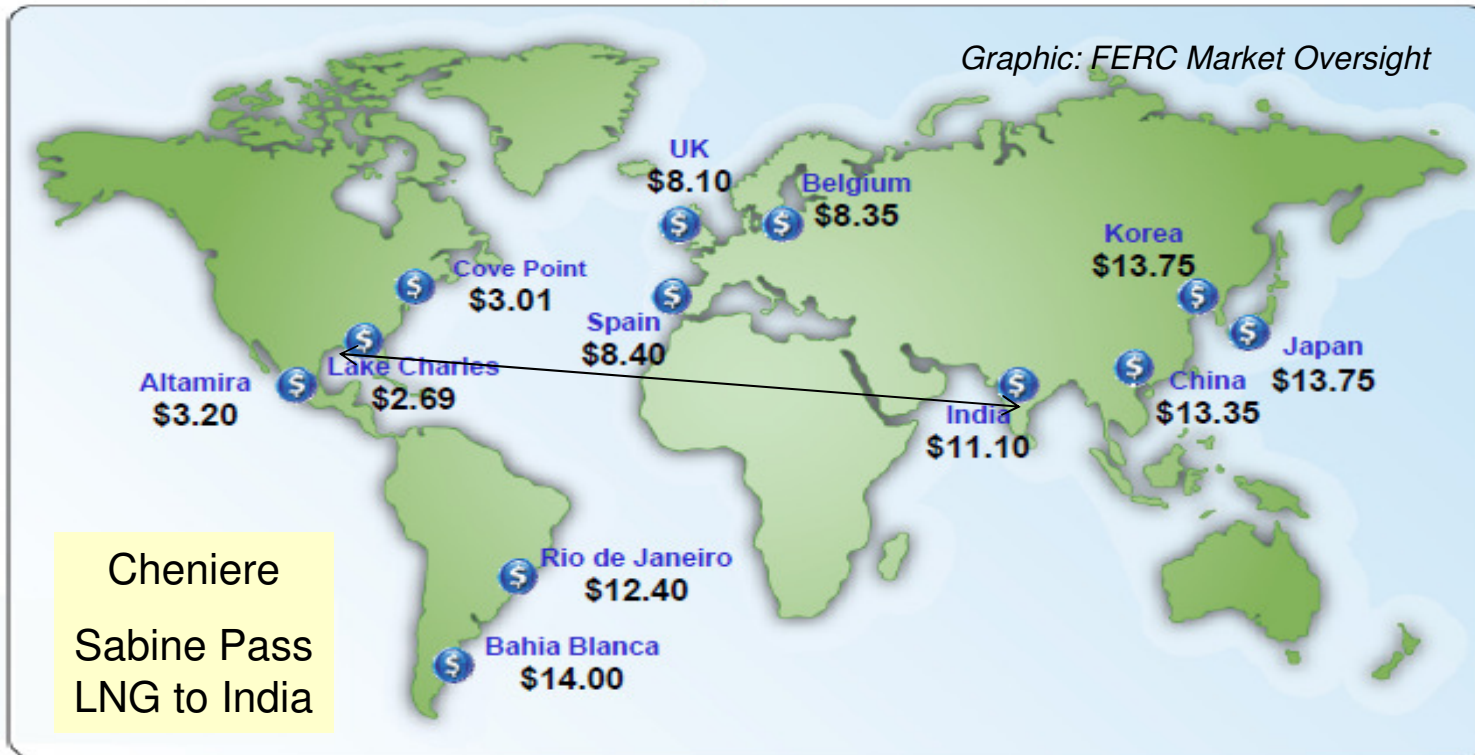 Graphic: FERC Market Oversight
UK
$8.10
Belgium
$8.35
Korea
$13.75
Cove Point
$3.01
Spain
$8.40
Japan
$13.75
Altamira
$3.20
Lake Charles
$2.69
China
$13.35
India
$11.10
Rio de Janeiro
$12.40
Bahia Blanca
$14.00
Cheniere
Sabine Pass
LNG to India